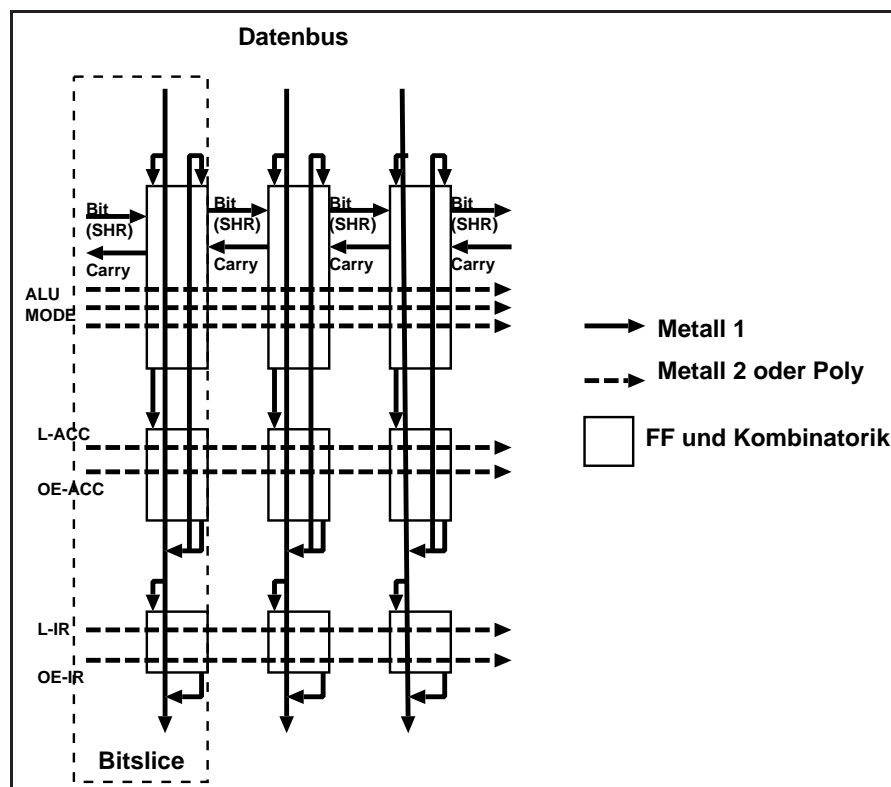 Datenbus
Bit
(SHR)
Bit
(SHR)
Bit
(SHR)
Bit
(SHR)
Carry
Carry
Carry
Carry
ALU
MODE
Metall 1
Metall 2 oder Poly
L-ACC
FF und Kombinatorik
OE-ACC
L-IR
OE-IR
Bitslice